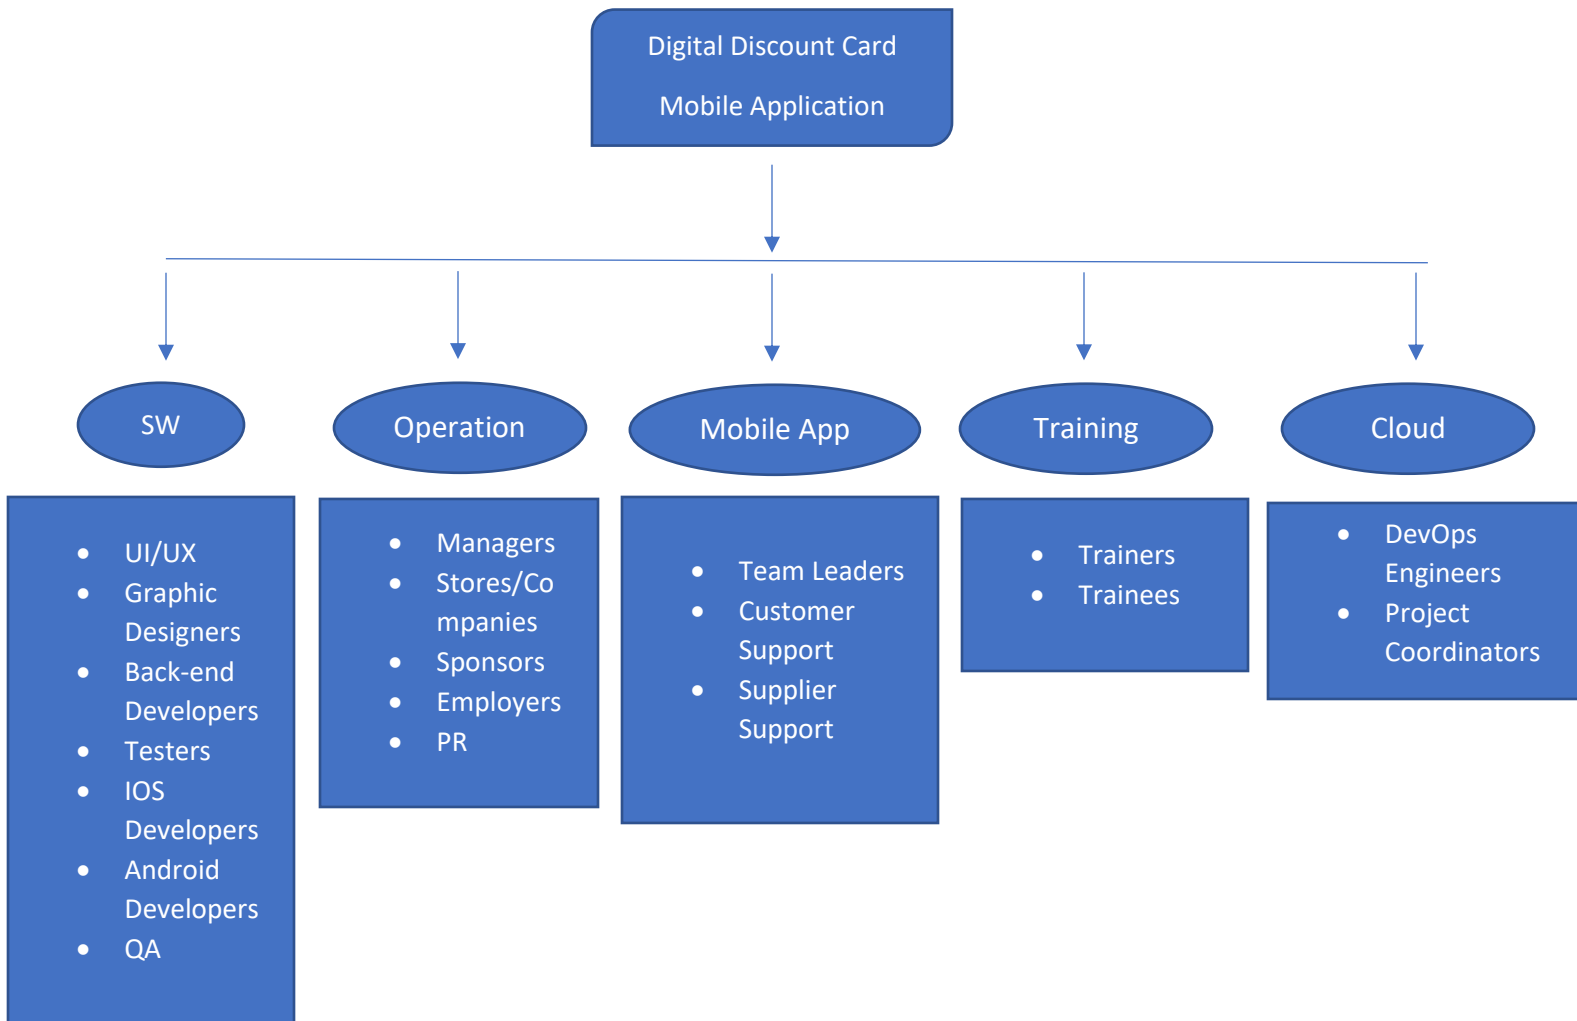 Digital Discount Card
Mobile Application
SW
Operation
Mobile App
Training
Cloud
• UI/UX
• Graphic
Designers
• Back-end
Developers
• Testers
• IOS
Developers
• Android
Developers
• QA
• Managers
• Stores/Co
mpanies
• Sponsors
• Employers
• PR
• Team Leaders
• Customer
Support
• Supplier
Support
• Trainers
• Trainees
• DevOps
Engineers
• Project
Coordinators